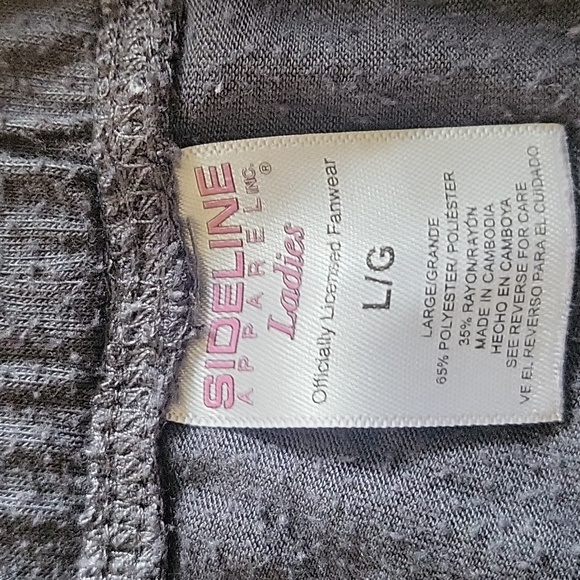 SIDELINE
APPAREL INC.®
Ladies
Officially Licensed Fanwear
L/G
LARGE/GRANDE
65% POLYESTER/ POLIÉSTER
35% RAYON/RAYÓN
MADE IN CAMBODIA
HECHO EN CAMBOYA
SEE REVERSE FOR CARE
VE EL REVERSO PARA EL CUIDADO